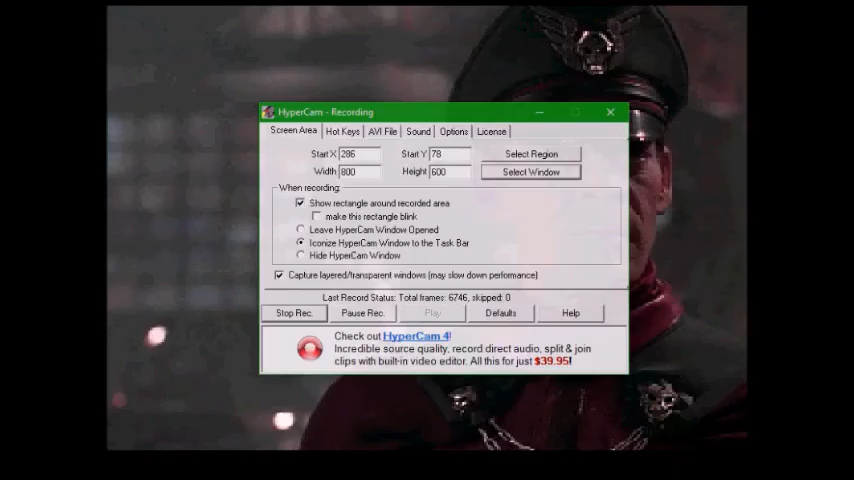 HyperCam - Recording
Screen Area Hot Keys AVI File Sound Options License
Start X 286 Start Y 78 Select Region
Width 800 Height 600 Select Window
When recording:
Show rectangle around recorded area
make this rectangle blink
Leave HyperCam Window Opened
Iconize HyperCam Window to the Task Bar
Hide HyperCam Window
Capture layered/transparent windows (may slow down performance)
Last Record Status: Total frames: 6746, skipped: 0
Stop Rec. Pause Rec. Play Defaults Help
Check out HyperCam 4!
Incredible source quality, record direct audio, split & join
clips with built-in video editor. All this for just $39.95!